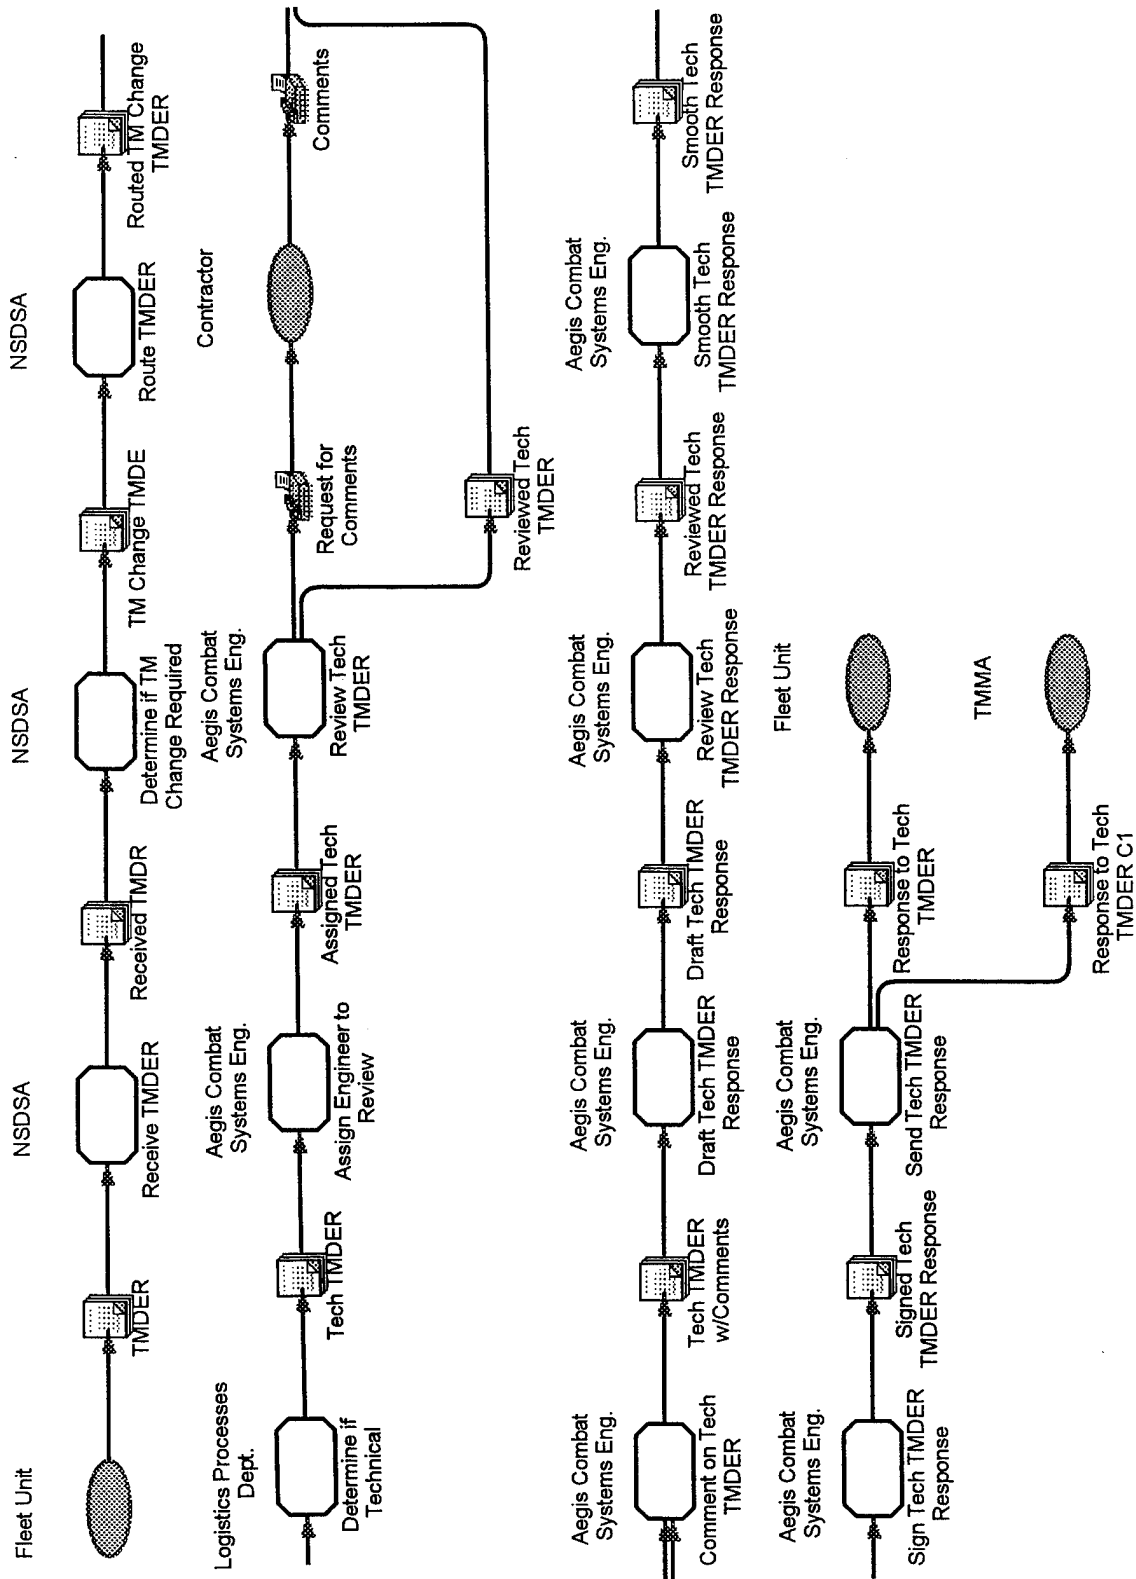 Fleet Unit
TMDER
NSDSA
Receive TMDER
Received TMDR
NSDSA
Determine if TM
Change Required
TM Change TMDE
NSDSA
Route TMDER
Routed TM Change
TMDER
Logistics Processes
Dept.
Determine if
Technical
Tech TMDER
Aegis Combat
Systems Eng.
Assign Engineer to
Review
Assigned Tech
TMDER
Aegis Combat
Systems Eng.
Review Tech
TMDER
Request for
Comments
Reviewed Tech
TMDER
Contractor
Comments
Aegis Combat
Systems Eng.
Comment on Tech
TMDER
Tech TMDER
w/Comments
Aegis Combat
Systems Eng.
Draft Tech TMDER
Response
Draft Tech TMDER
Response
Aegis Combat
Systems Eng.
Review Tech
TMDER Response
Reviewed Tech
TMDER Response
Aegis Combat
Systems Eng.
Smooth Tech
TMDER Response
Smooth Tech
TMDER Response
Aegis Combat
Systems Eng.
Sign Tech TMDER
Response
Signed Tech
TMDER Response
Aegis Combat
Systems Eng.
Send Tech TMDER
Response
Response to Tech
TMDER
Fleet Unit
Response to Tech
TMDER C1
TMMA